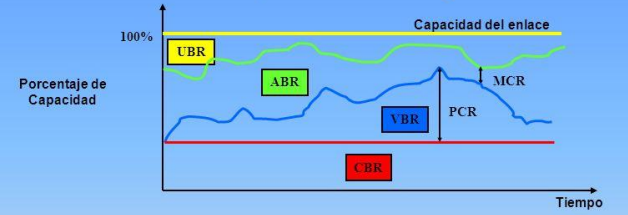 Capacidad del enlace
100%
UBR
ABR
MCR
Porcentaje de
Capacidad
PCR
VBR
CBR
Tiempo